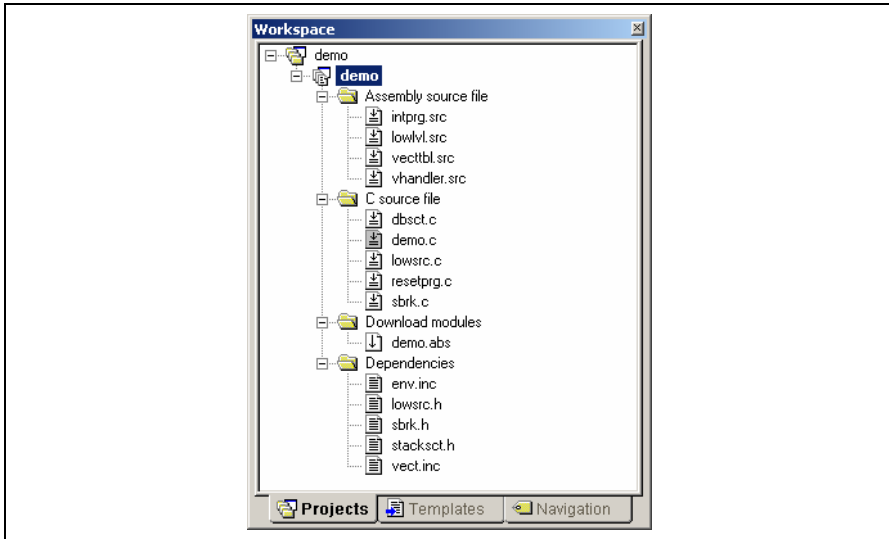 Workspace
demo
demo
Assembly source file
intprg.src
lowlvl.src
vecttbl.src
vhandler.src
C source file
dbsct.c
demo.c
lowsrc.c
resetprg.c
sbrk.c
Download modules
demo.abs
Dependencies
env.inc
lowsrc.h
sbrk.h
stacksct.h
vect.inc
Projects Templates Navigation